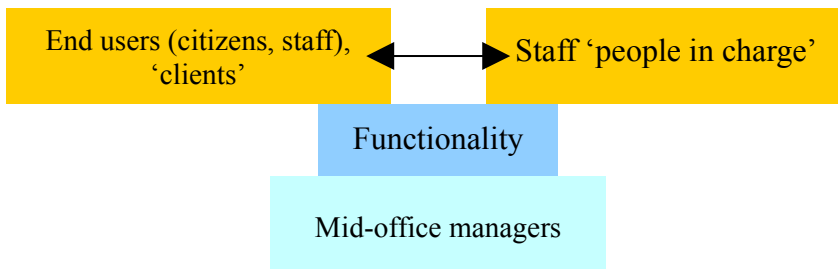 End users (citizens, staff),
‘clients’
Staff ‘people in charge’
Functionality
Mid-office managers